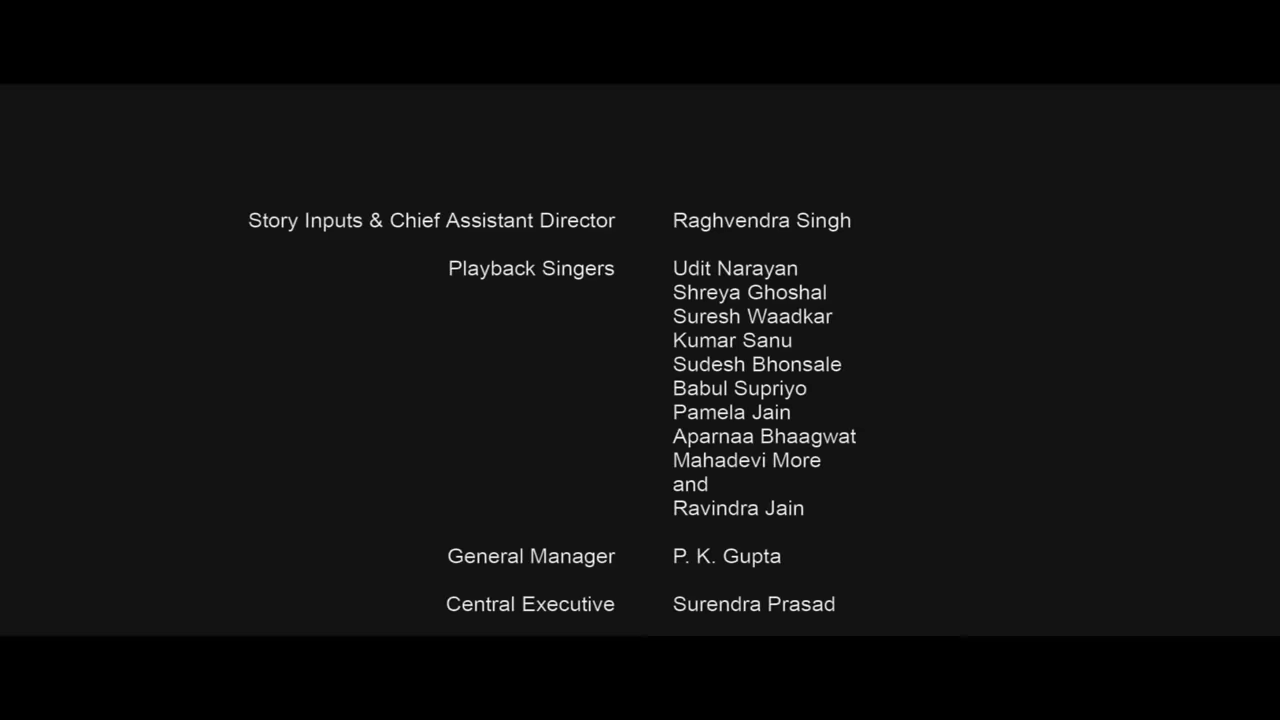 Story Inputs & Chief Assistant Director Raghvendra Singh
Playback Singers Udit Narayan
Shreya Ghoshal
Suresh Waadkar
Kumar Sanu
Sudesh Bhonsale
Babul Supriyo
Pamela Jain
Aparnaa Bhaagwat
Mahadevi More
and
Ravindra Jain
General Manager P. K. Gupta
Central Executive Surendra Prasad